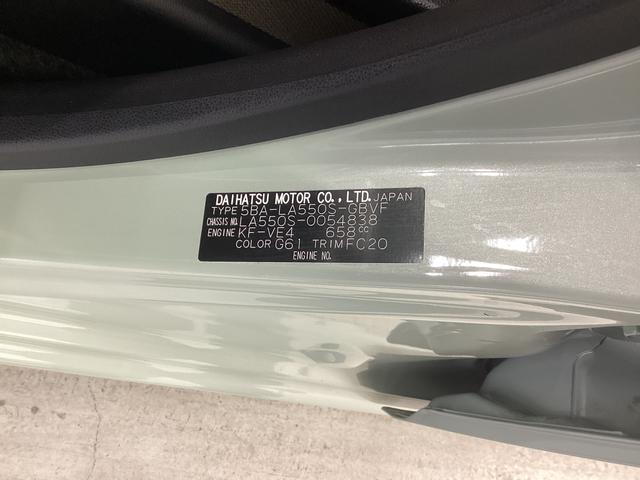 DAIHATSU MOTOR CO., LTD. JAPAN
TYPE 5BA-LA550S-GBVF
CHASSIS NO. LA550S-0054838
ENGINE KF-VE4 658CC
COLOR G61 TRIM FC20
ENGINE NO.